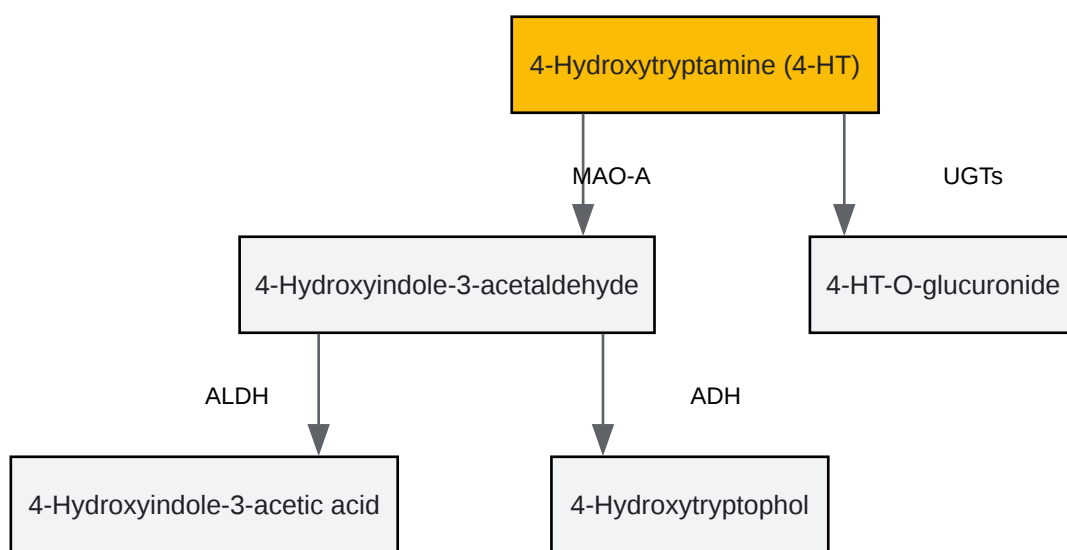 4-Hydroxytryptamine (4-HT)
MAO-A
UGTs
4-Hydroxyindole-3-acetaldehyde
4-HT-O-glucuronide
ALDH
ADH
4-Hydroxyindole-3-acetic acid
4-Hydroxytryptophol